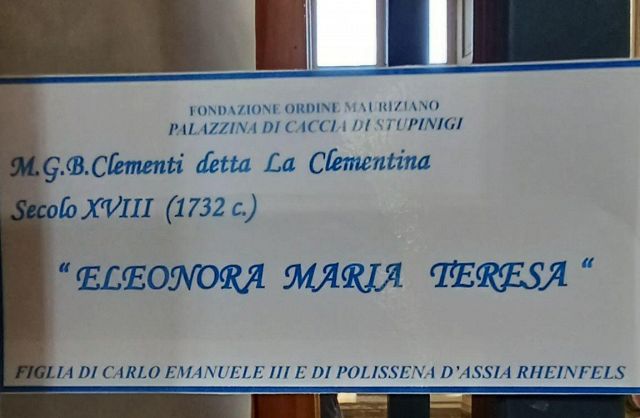 FONDAZIONE ORDINE MAURIZIANO
PALAZZINA DI CACCIA DI STUPINIGI
M.G.B.Clementi detta La Clementina
Secolo XVIII (1732 c.)
“ ELEONORA MARIA TERESA “
FIGLIA DI CARLO EMANUELE III E DI POLISSENA D’ASSIA RHEINFELS